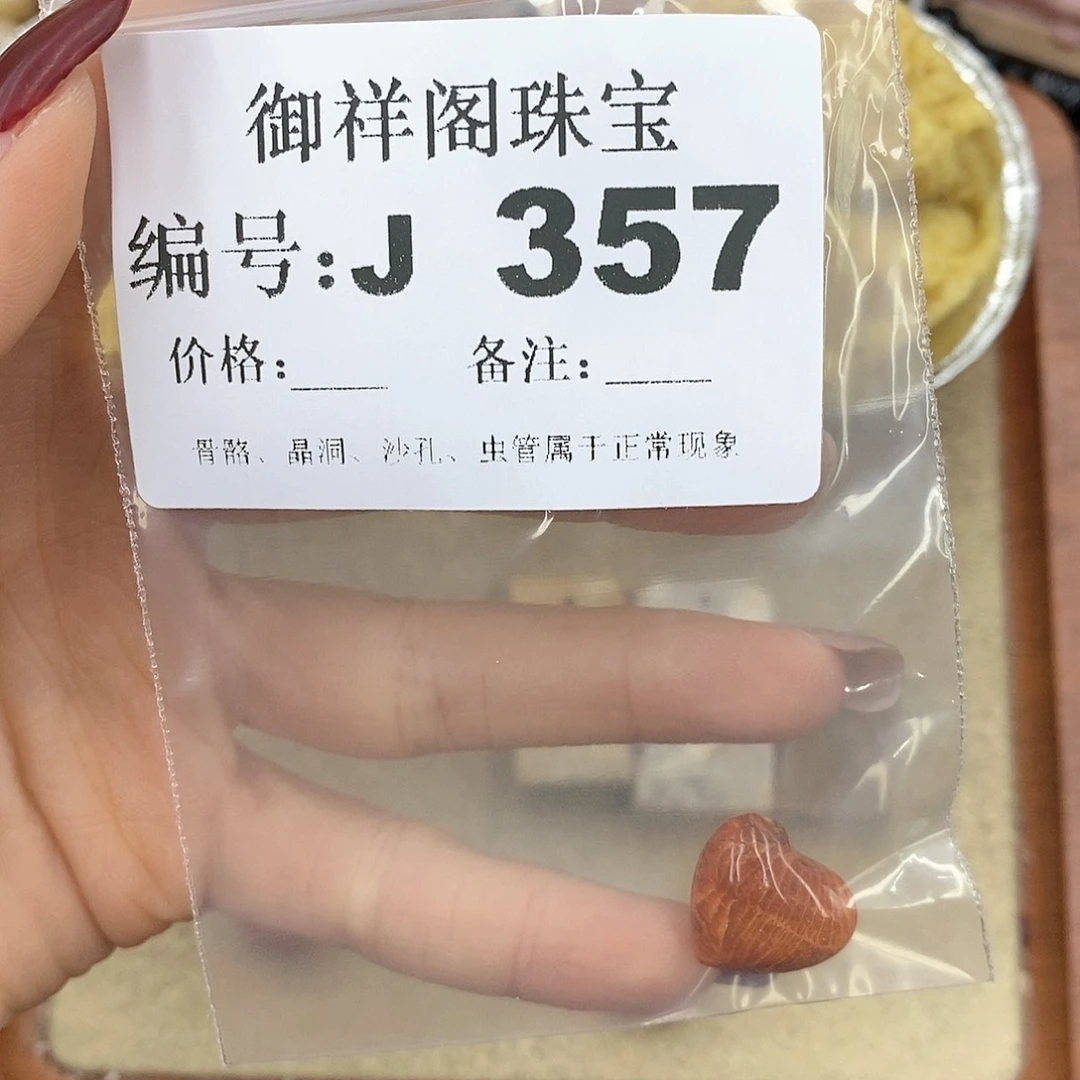 御祥阁珠宝
编号:J 357
价格:____ 备注:____
骨骼、晶洞、沙孔、虫管属于正常现象